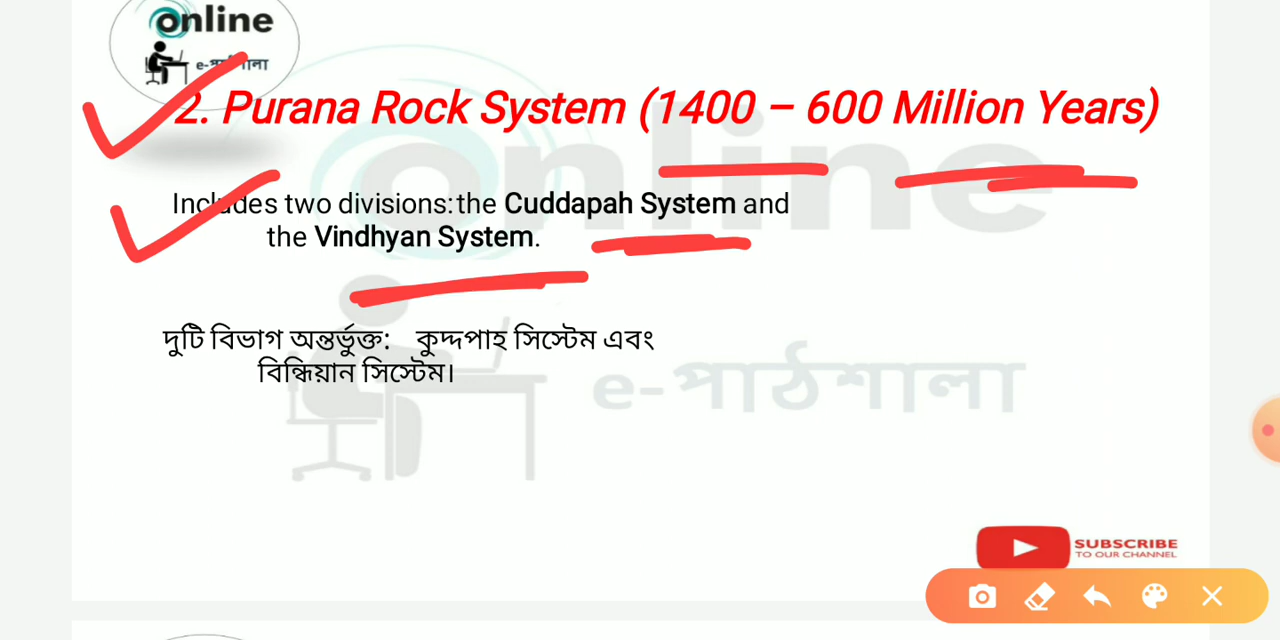 online
e-পাঠশালা
2. Purana Rock System (1400 – 600 Million Years)
Includes two divisions: the Cuddapah System and
the Vindhyan System.
দুটি বিভাগ অন্তর্ভুক্ত: কুদ্দপাহ সিস্টেম এবং
বিন্ধিয়ান সিস্টেম।
online
e-পাঠশালা
SUBSCRIBE
TO OUR CHANNEL